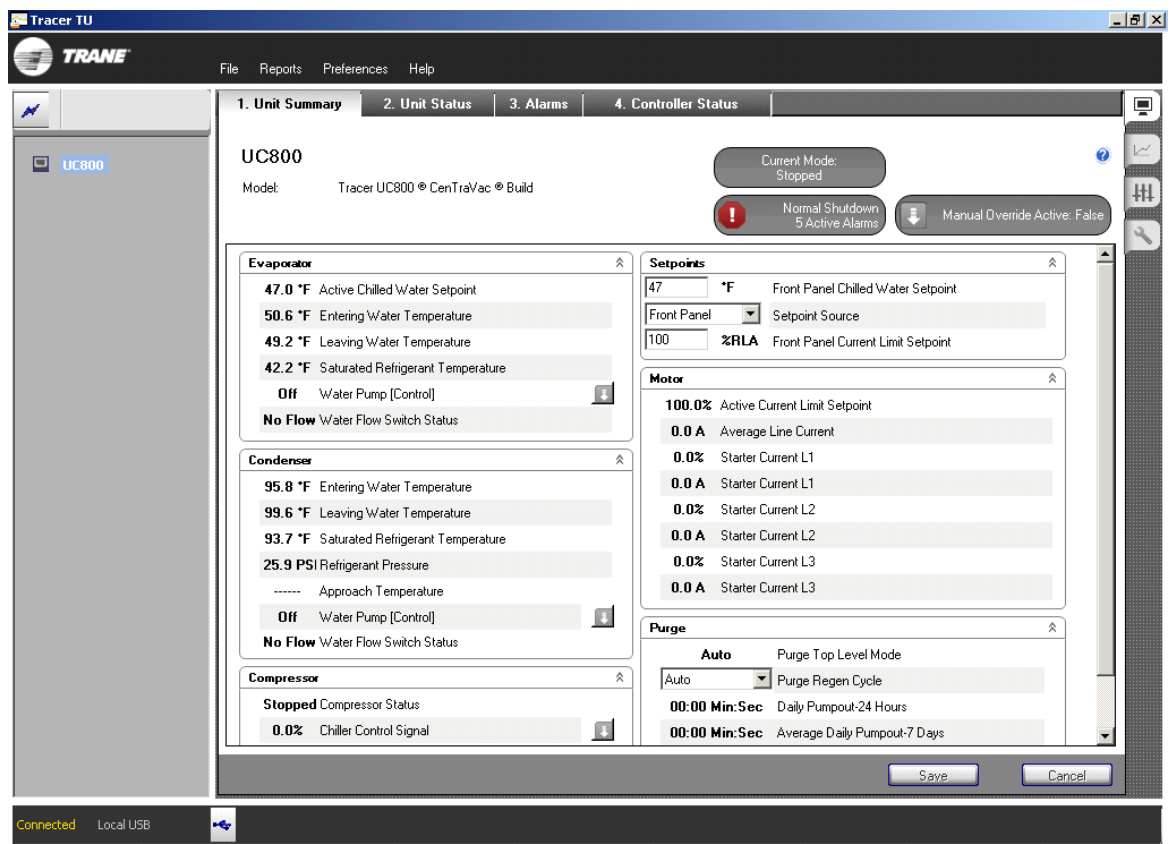 Tracer TU
TRANE
File Reports Preferences Help
1. Unit Summary 2. Unit Status 3. Alarms 4. Controller Status
UC800
UC800
Model: Tracer UC800 ® CenTraVac ® Build
Current Mode:
Stopped
Normal Shutdown
5 Active Alarms
Manual Override Active: False
Evaporator
47.0 °F Active Chilled Water Setpoint
50.6 °F Entering Water Temperature
49.2 °F Leaving Water Temperature
42.2 °F Saturated Refrigerant Temperature
Off Water Pump [Control]
No Flow Water Flow Switch Status
Condenser
95.8 °F Entering Water Temperature
99.6 °F Leaving Water Temperature
93.7 °F Saturated Refrigerant Temperature
25.9 PSI Refrigerant Pressure
------ Approach Temperature
Off Water Pump [Control]
No Flow Water Flow Switch Status
Compressor
Stopped Compressor Status
0.0% Chiller Control Signal
Setpoints
47 °F Front Panel Chilled Water Setpoint
Front Panel Setpoint Source
100 %RLA Front Panel Current Limit Setpoint
Motor
100.0% Active Current Limit Setpoint
0.0 A Average Line Current
0.0% Starter Current L1
0.0 A Starter Current L1
0.0% Starter Current L2
0.0 A Starter Current L2
0.0% Starter Current L3
0.0 A Starter Current L3
Purge
Auto Purge Top Level Mode
Auto Purge Regen Cycle
00:00 Min:Sec Daily Pumpout-24 Hours
00:00 Min:Sec Average Daily Pumpout-7 Days
Save Cancel
Connected Local USB